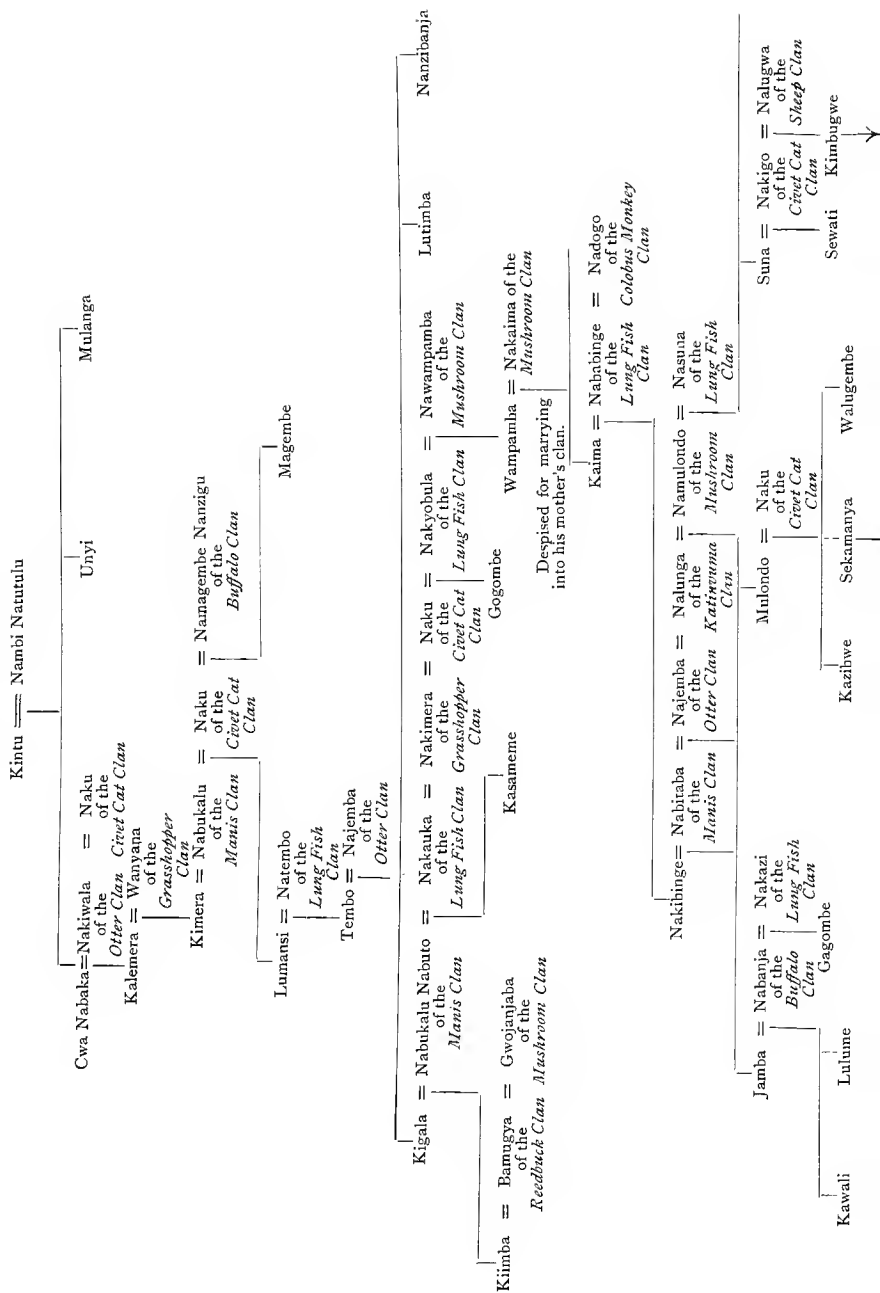 Kintu == Nambi Natutulu
Unyi
Mulanga
Cwa Nabaka=Nakiwala = Naku
of the of the
Otter Clan Civet Cat Clan
Kalemera = Wanyana
of the
Grasshopper
Clan
Kimera = Nabukalu = Naku = Namagembe Nanzigu
of the of the of the
Manis Clan Civet Cat Buffalo Clan
Clan
Magembe
Lumansi = Natembo
of the
Lung Fish
Clan
Tembo = Najemba
of the
Otter Clan
Lutimba
Nanzibanja
Kigala = Nabukalu Nabuto = Nakauka = Nakimera = Naku = Nakyobula = Nawampamba
of the of the of the of the of the of the
Manis Clan Lung Fish Clan Grasshopper Civet Cat Lung Fish Clan Mushroom Clan
Clan Clan
Gogombe
Kasameme
Wampamba = Nakaima of the
Mushroom Clan
Despised for marrying
into his mother's clan.
Kiimba = Bamugya = Gwojanjaba
of the of the
Reedbuck Clan Mushroom Clan
Kaima = Nababinge = Nadogo
of the of the
Lung Fish Colobus Monkey
Clan Clan
Nakibinge= Nabitaba = Najemba = Nalunga = Namulondo = Nasuna
of the of the of the of the of the
Manis Clan Otter Clan Katinvuma Mushroom Lung Fish
Clan Clan Clan
Jamba = Nabanja = Nakazi
of the of the
Buffalo Lung Fish
Clan Clan
Gagombe
Kawali
Lulume
Mulondo = Naku
of the
Civet Cat
Clan
Kazibwe
Sekamanya
Walugembe
Suna = Nakigo = Nalugwa
of the of the
Civet Cat Sheep Clan
Clan
Sewati
Kimbugwe